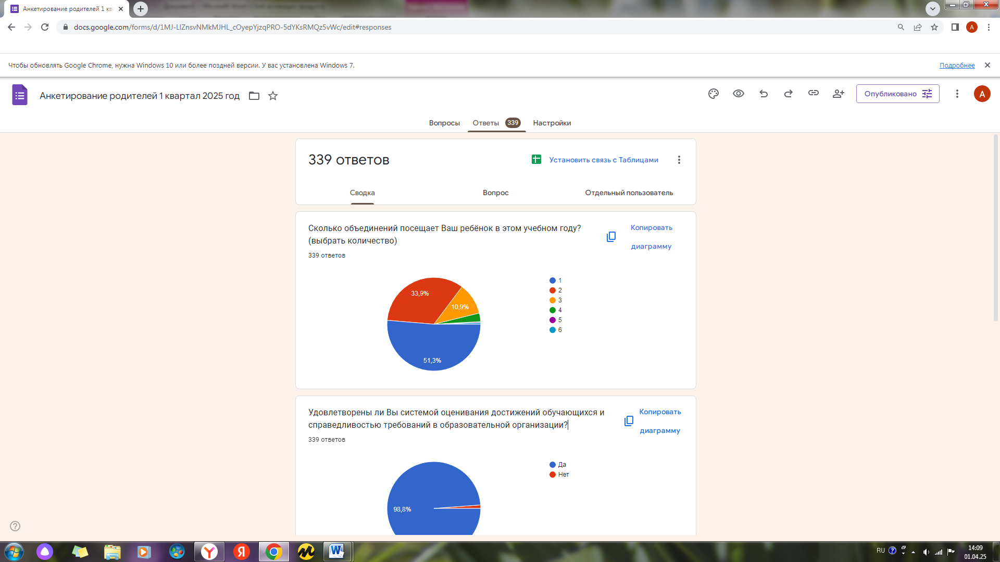 Анкетирование родителей 1 ква
docs.google.com/forms/d/1MJ-LlZnsvNMkMJHL_cOyepYjzqPRO-5dYKsRMQz5vWc/edit#responses
A
Чтобы обновлять Google Chrome, нужна Windows 10 или более поздней версии. У вас установлена Windows 7.
Подробнее
Анкетирование родителей 1 квартал 2025 год
Опубликовано
A
Вопросы
Ответы 339
Настройки
339 ответов
Установить связь с Таблицами
Сводка
Вопрос
Отдельный пользователь
Сколько объединений посещает Ваш ребёнок в этом учебном году?
(выбрать количество)
339 ответов
Копировать
диаграмму
33,9%
10,9%
51,3%
1
2
3
4
5
6
Удовлетворены ли Вы системой оценивания достижений обучающихся и
справедливостью требований в образовательной организации?
339 ответов
Копировать
диаграмму
98,8%
Да
Нет
RU
14:09
01.04.25